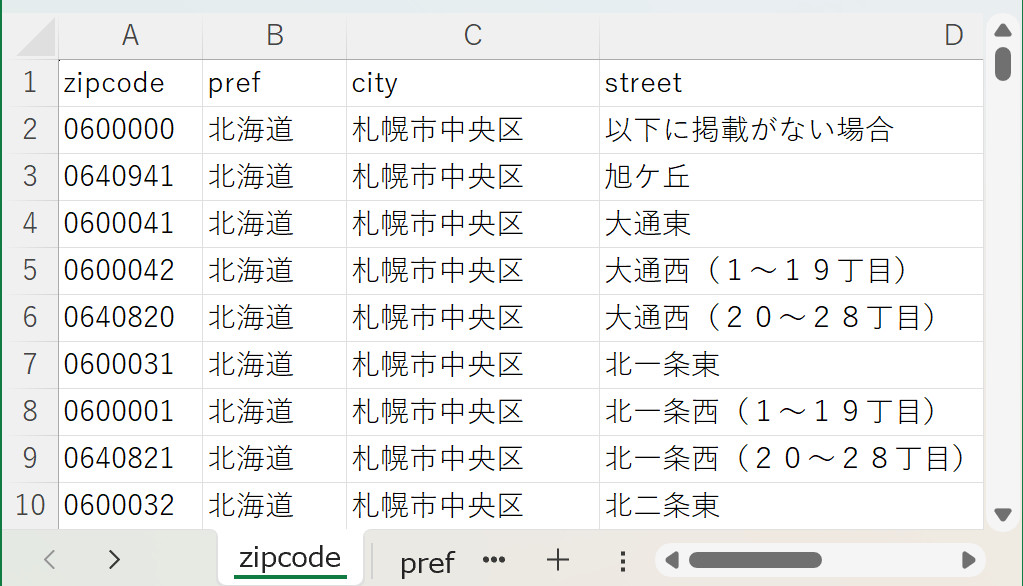 A B C D
1 zipcode pref city street
2 0600000 北海道 札幌市中央区 以下に掲載がない場合
3 0640941 北海道 札幌市中央区 旭ケ丘
4 0600041 北海道 札幌市中央区 大通東
5 0600042 北海道 札幌市中央区 大通西（１～１９丁目）
6 0640820 北海道 札幌市中央区 大通西（２０～２８丁目）
7 0600031 北海道 札幌市中央区 北一条東
8 0600001 北海道 札幌市中央区 北一条西（１～１９丁目）
9 0640821 北海道 札幌市中央区 北一条西（２０～２８丁目）
10 0600032 北海道 札幌市中央区 北二条東
zipcode pref